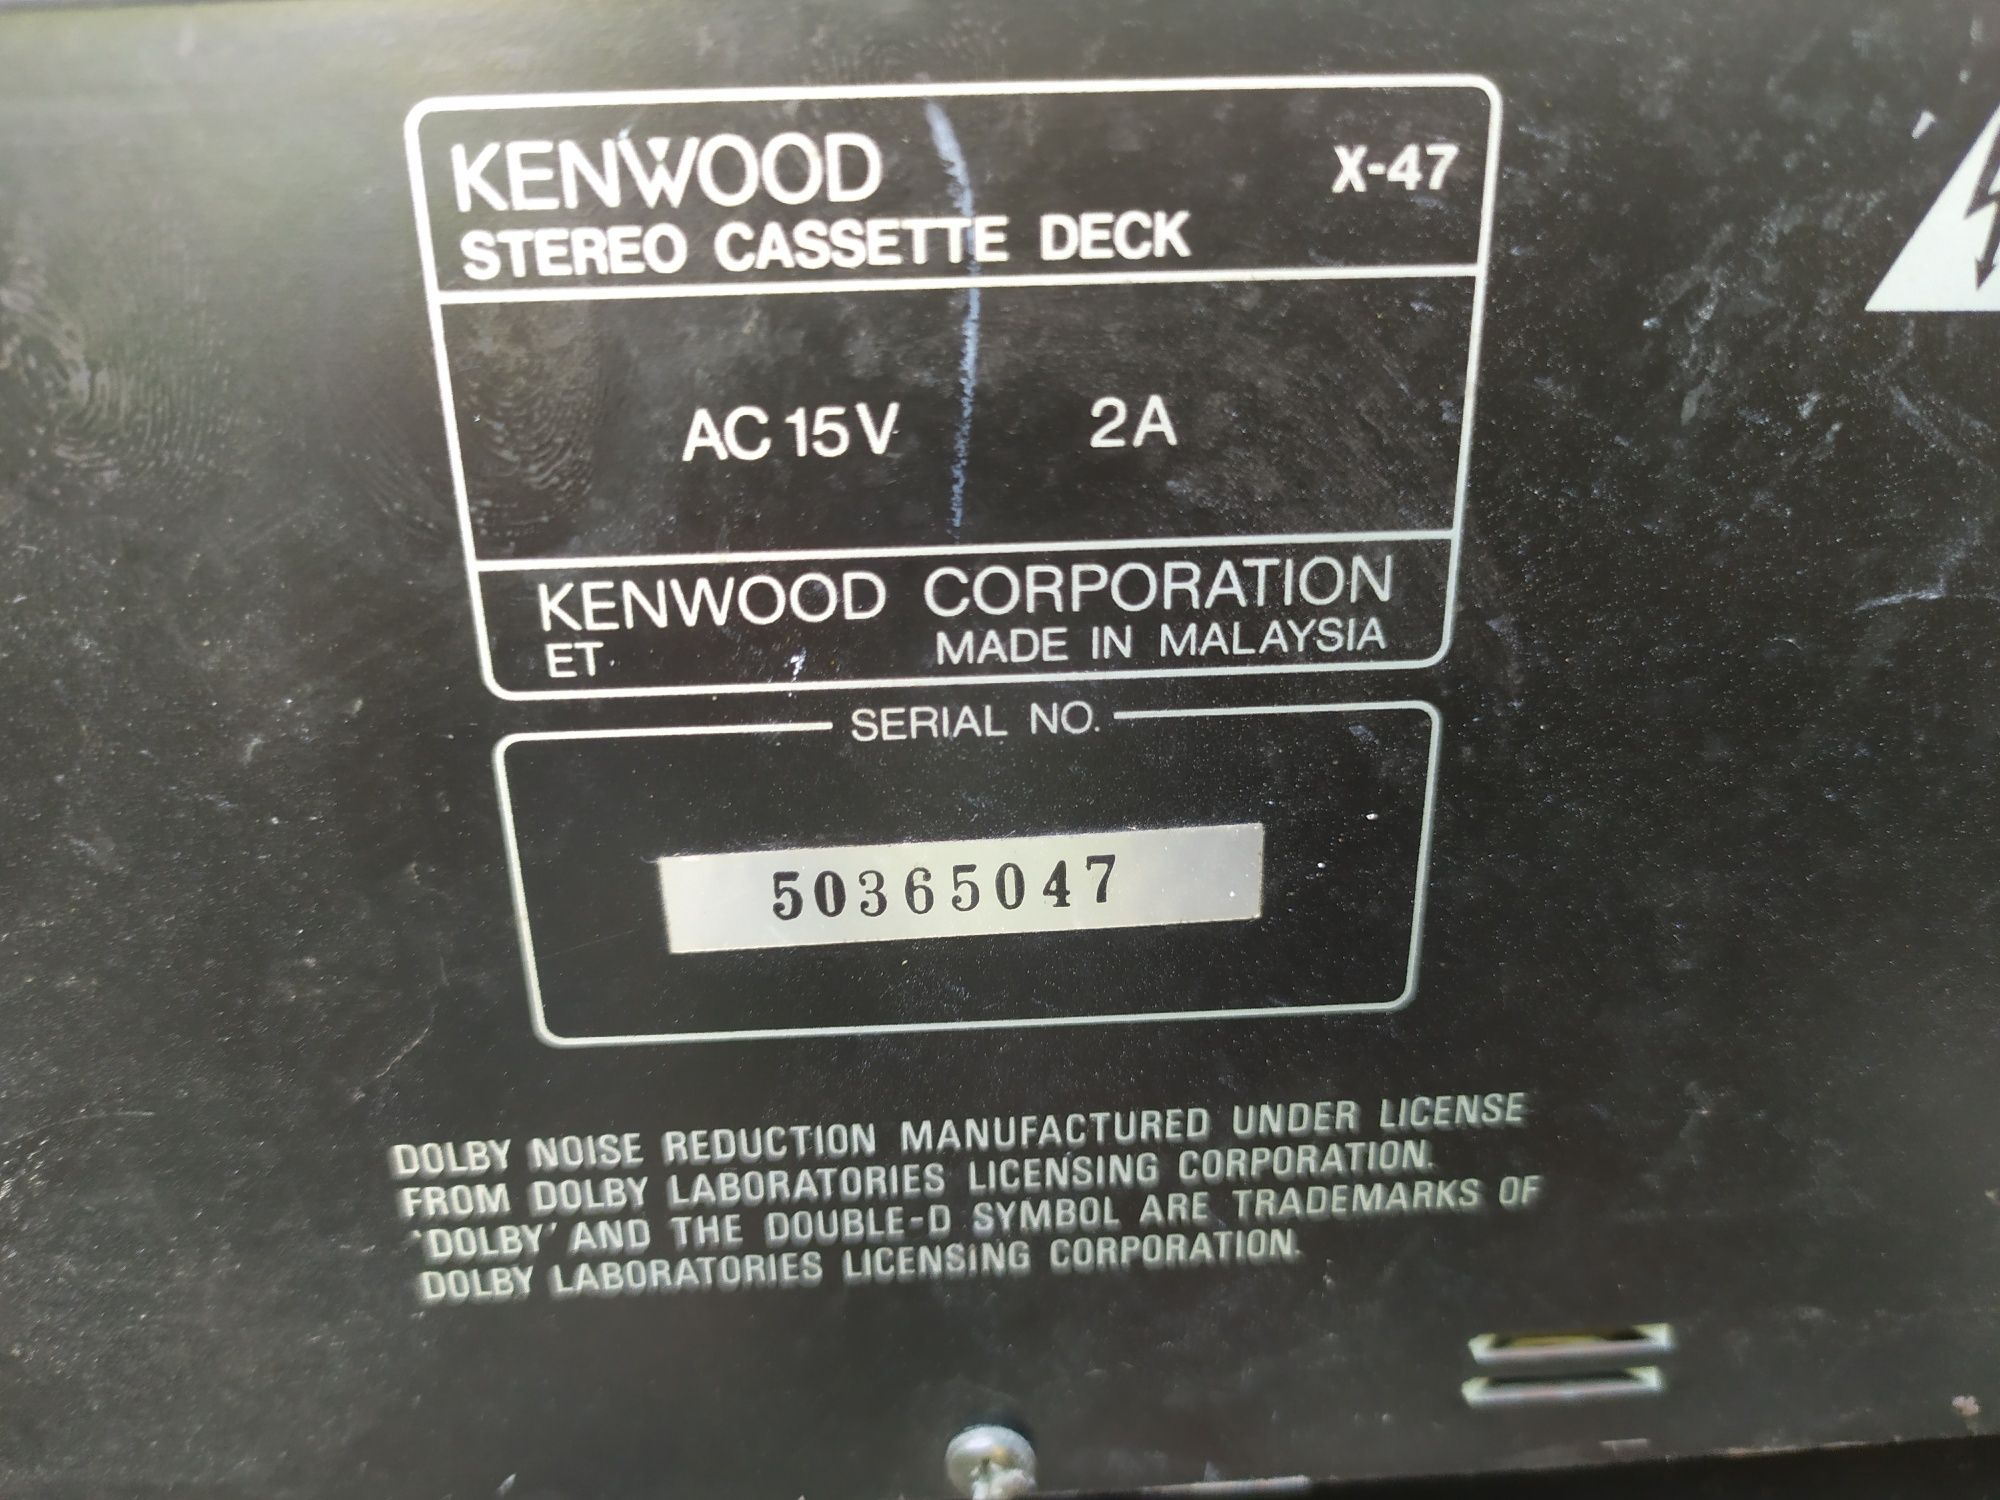 KENWOOD X-47
STEREO CASSETTE DECK
AC 15V 2A
KENWOOD CORPORATION
ET MADE IN MALAYSIA
SERIAL NO.
50365047
DOLBY NOISE REDUCTION MANUFACTURED UNDER LICENSE
FROM DOLBY LABORATORIES LICENSING CORPORATION.
'DOLBY' AND THE DOUBLE-D SYMBOL ARE TRADEMARKS OF
DOLBY LABORATORIES LICENSING CORPORATION.